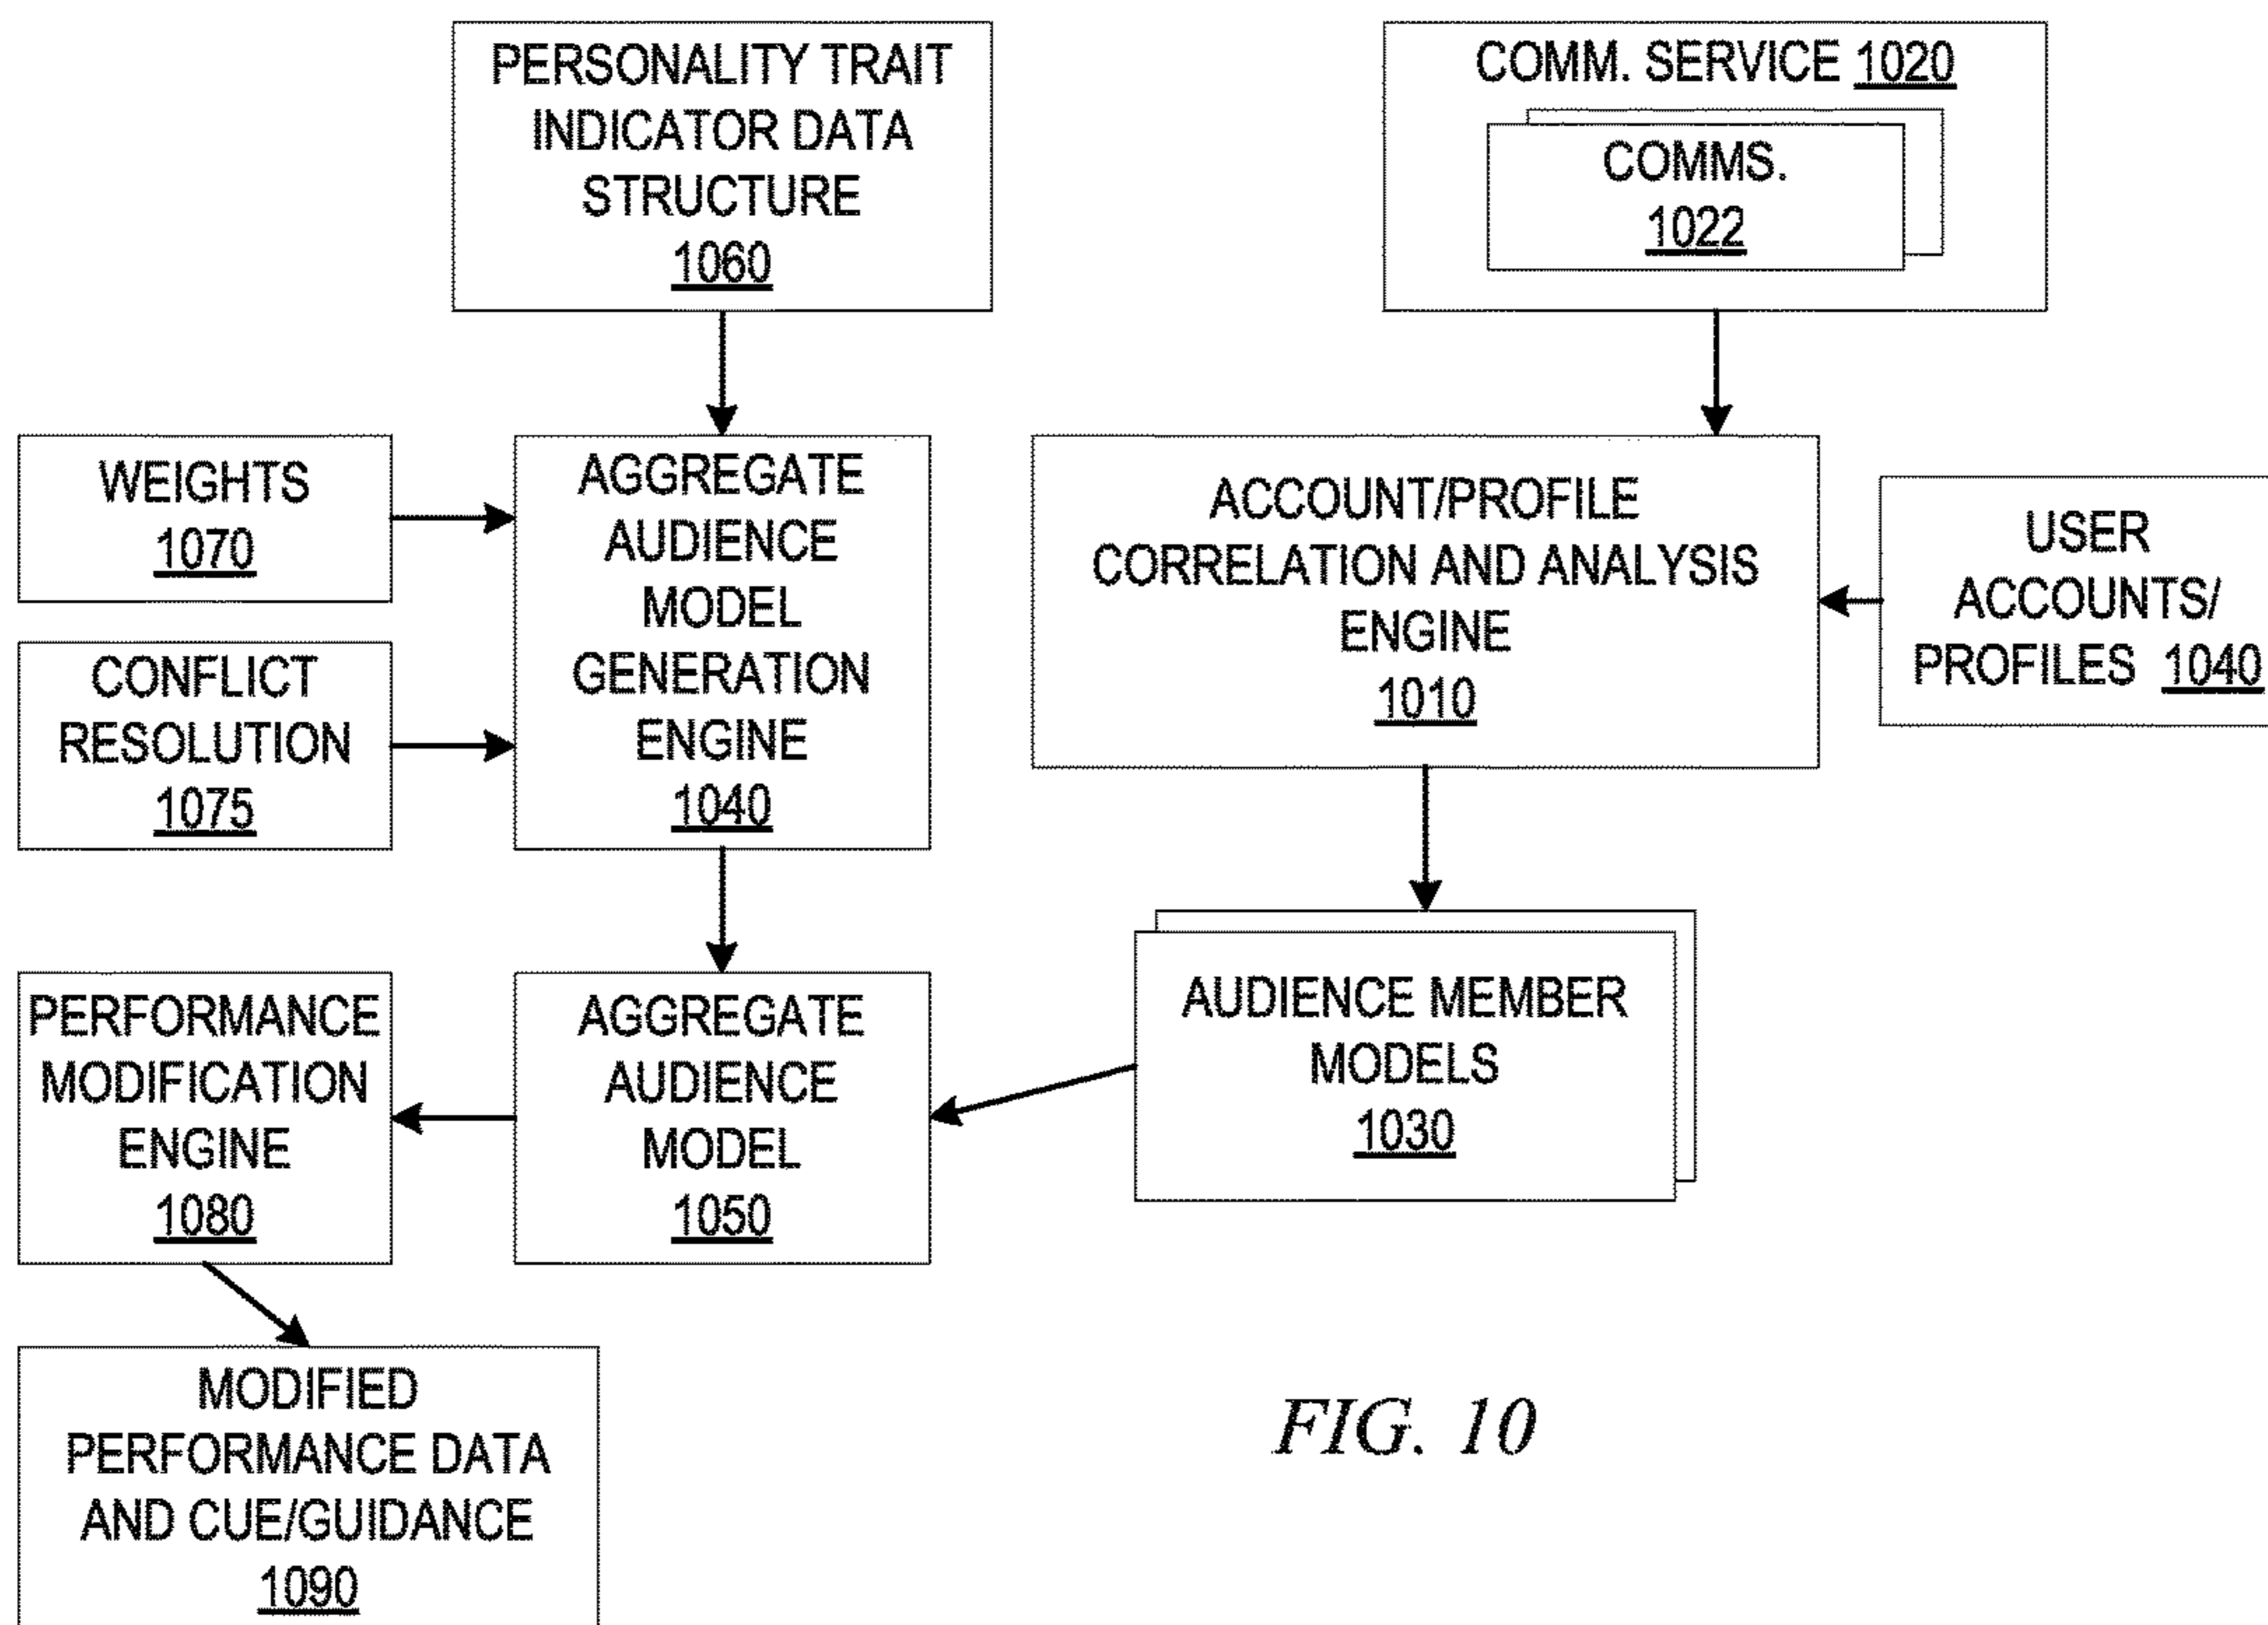 PERSONALITY TRAIT
INDICATOR DATA
STRUCTURE
1060
COMM. SERVICE 1020
COMMS.
1022
WEIGHTS
1070
CONFLICT
RESOLUTION
1075
AGGREGATE
AUDIENCE
MODEL
GENERATION
ENGINE
1040
ACCOUNT/PROFILE
CORRELATION AND ANALYSIS
ENGINE
1010
USER
ACCOUNTS/
PROFILES 1040
PERFORMANCE
MODIFICATION
ENGINE
1080
AGGREGATE
AUDIENCE
MODEL
1050
AUDIENCE MEMBER
MODELS
1030
MODIFIED
PERFORMANCE DATA
AND CUE/GUIDANCE
1090
FIG. 10